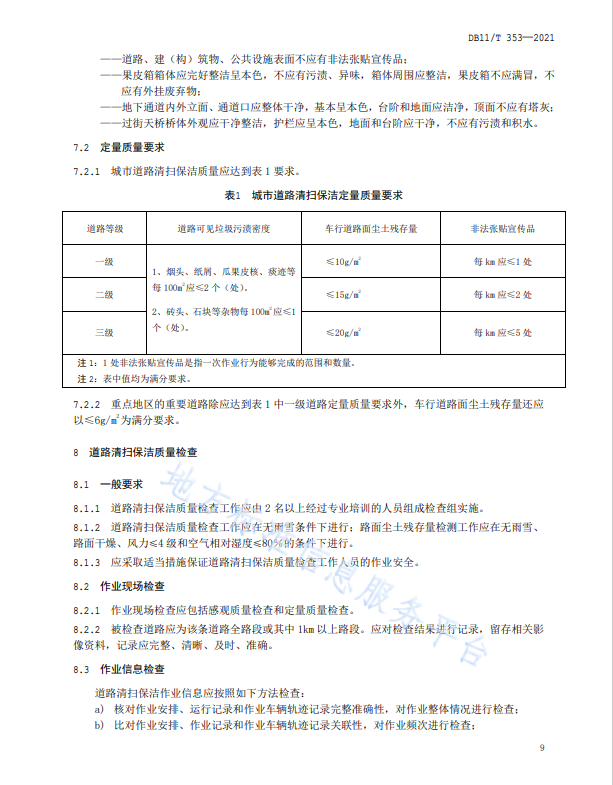 DB11/T 353—2021
——道路、建（构）筑物、公共设施表面不应有非法张贴宣传品；
——果皮箱箱体应完好整洁呈本色，不应有污渍、异味，箱体周围应整洁，果皮箱不应满冒，不
应有外挂废弃物；
——地下通道内外立面、通道口应整体干净，基本呈本色，台阶和地面应洁净，顶面不应有塔灰；
——过街天桥桥体外观应干净整洁，护栏应呈本色，地面和台阶应干净，不应有污渍和积水。
7.2 定量质量要求
7.2.1 城市道路清扫保洁质量应达到表 1 要求。
表1 城市道路清扫保洁定量质量要求
道路等级 道路可见垃圾污渍密度 车行道路面尘土残存量 非法张贴宣传品
一级 ≤10g/m² 每 km 应≤1 处
1、烟头、纸屑、瓜果皮核、痰迹等
每 100m²应≤2 个（处）。
二级 ≤15g/m² 每 km 应≤2 处
2、砖头、石块等杂物每 100m²应≤1
个（处）。
三级 ≤20g/m² 每 km 应≤5 处
注 1：1 处非法张贴宣传品是指一次作业行为能够完成的范围和数量。
注 2：表中值均为满分要求。
7.2.2 重点地区的重要道路除应达到表 1 中一级道路定量质量要求外，车行道路面尘土残存量还应
以≤6g/m²为满分要求。
8 道路清扫保洁质量检查
8.1 一般要求
8.1.1 道路清扫保洁质量检查工作应由 2 名以上经过专业培训的人员组成检查组实施。
8.1.2 道路清扫保洁质量检查工作应在无雨雪条件下进行；路面尘土残存量检测工作应在无雨雪、
路面干燥、风力≤4 级和空气相对湿度≤80%的条件下进行。
8.1.3 应采取适当措施保证道路清扫保洁质量检查工作人员的作业安全。
8.2 作业现场检查
8.2.1 作业现场检查应包括感观质量检查和定量质量检查。
8.2.2 被检查道路应为该条道路全路段或其中 1km 以上路段。应对检查结果进行记录，留存相关影
像资料，记录应完整、清晰、及时、准确。
8.3 作业信息检查
道路清扫保洁作业信息应按照如下方法检查：
a) 核对作业安排、运行记录和作业车辆轨迹记录完整准确性，对作业整体情况进行检查；
b) 比对作业安排、作业记录和作业车辆轨迹记录关联性，对作业频次进行检查；
9
地方标准信息服务平台